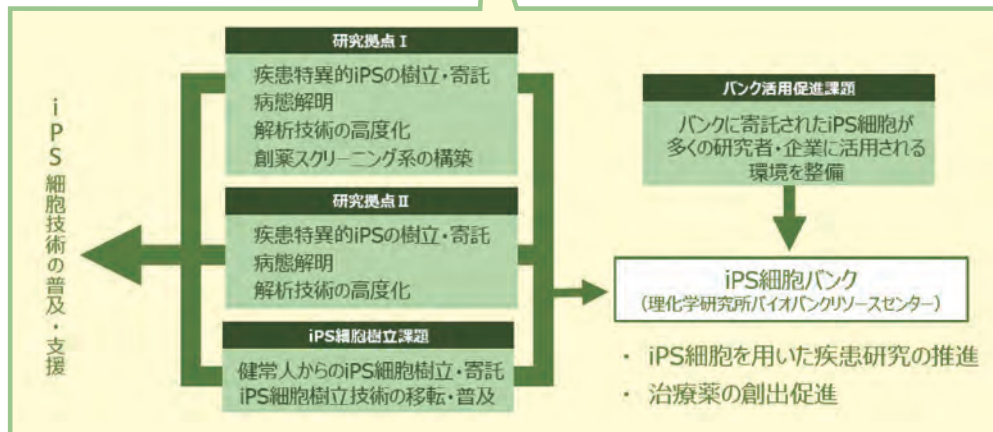 iPS細胞技術の普及・支援
研究拠点Ⅰ
疾患特異的iPSの樹立・寄託
病態解明
解析技術の高度化
創薬スクリーニング系の構築
研究拠点Ⅱ
疾患特異的iPSの樹立・寄託
病態解明
解析技術の高度化
iPS細胞樹立課題
健常人からのiPS細胞樹立・寄託
iPS細胞樹立技術の移転・普及
バンク活用促進課題
バンクに寄託されたiPS細胞が
多くの研究者・企業に活用される
環境を整備
iPS細胞バンク
（理化学研究所バイオバンクリソースセンター）
・ iPS細胞を用いた疾患研究の推進
・ 治療薬の創出促進